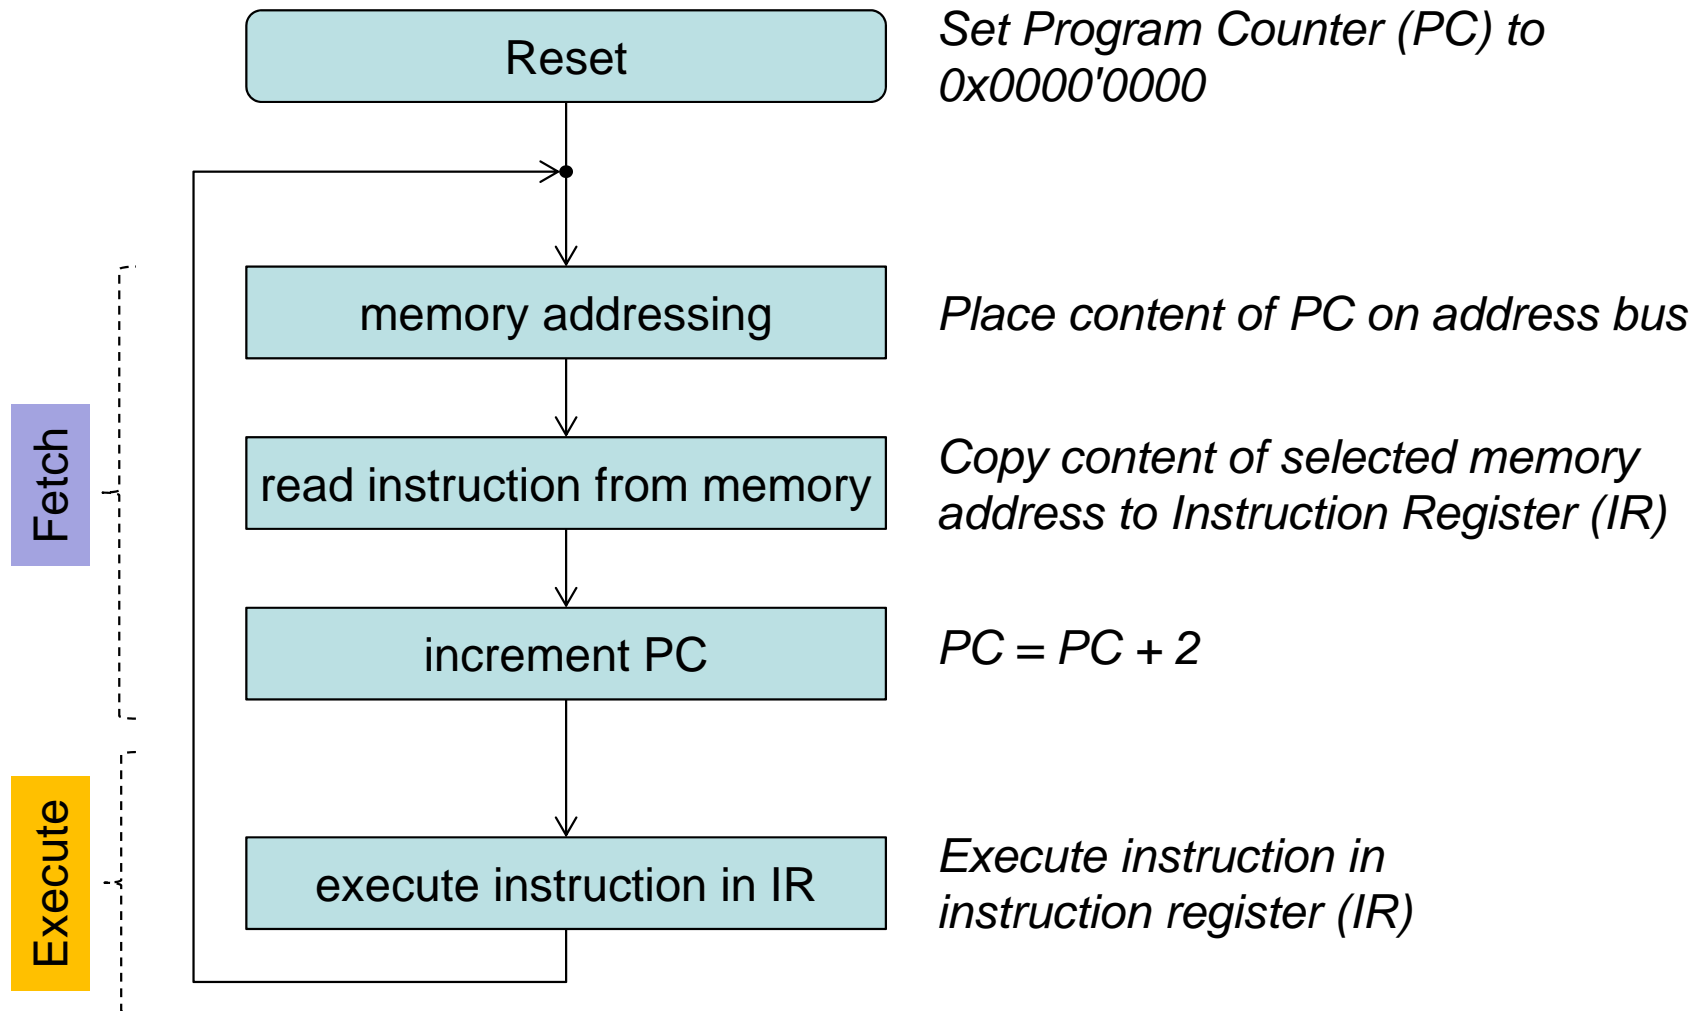 Reset
Set Program Counter (PC) to
0x0000'0000
memory addressing
Place content of PC on address bus
Fetch
read instruction from memory
Copy content of selected memory
address to Instruction Register (IR)
increment PC
PC = PC + 2
Execute
execute instruction in IR
Execute instruction in
instruction register (IR)